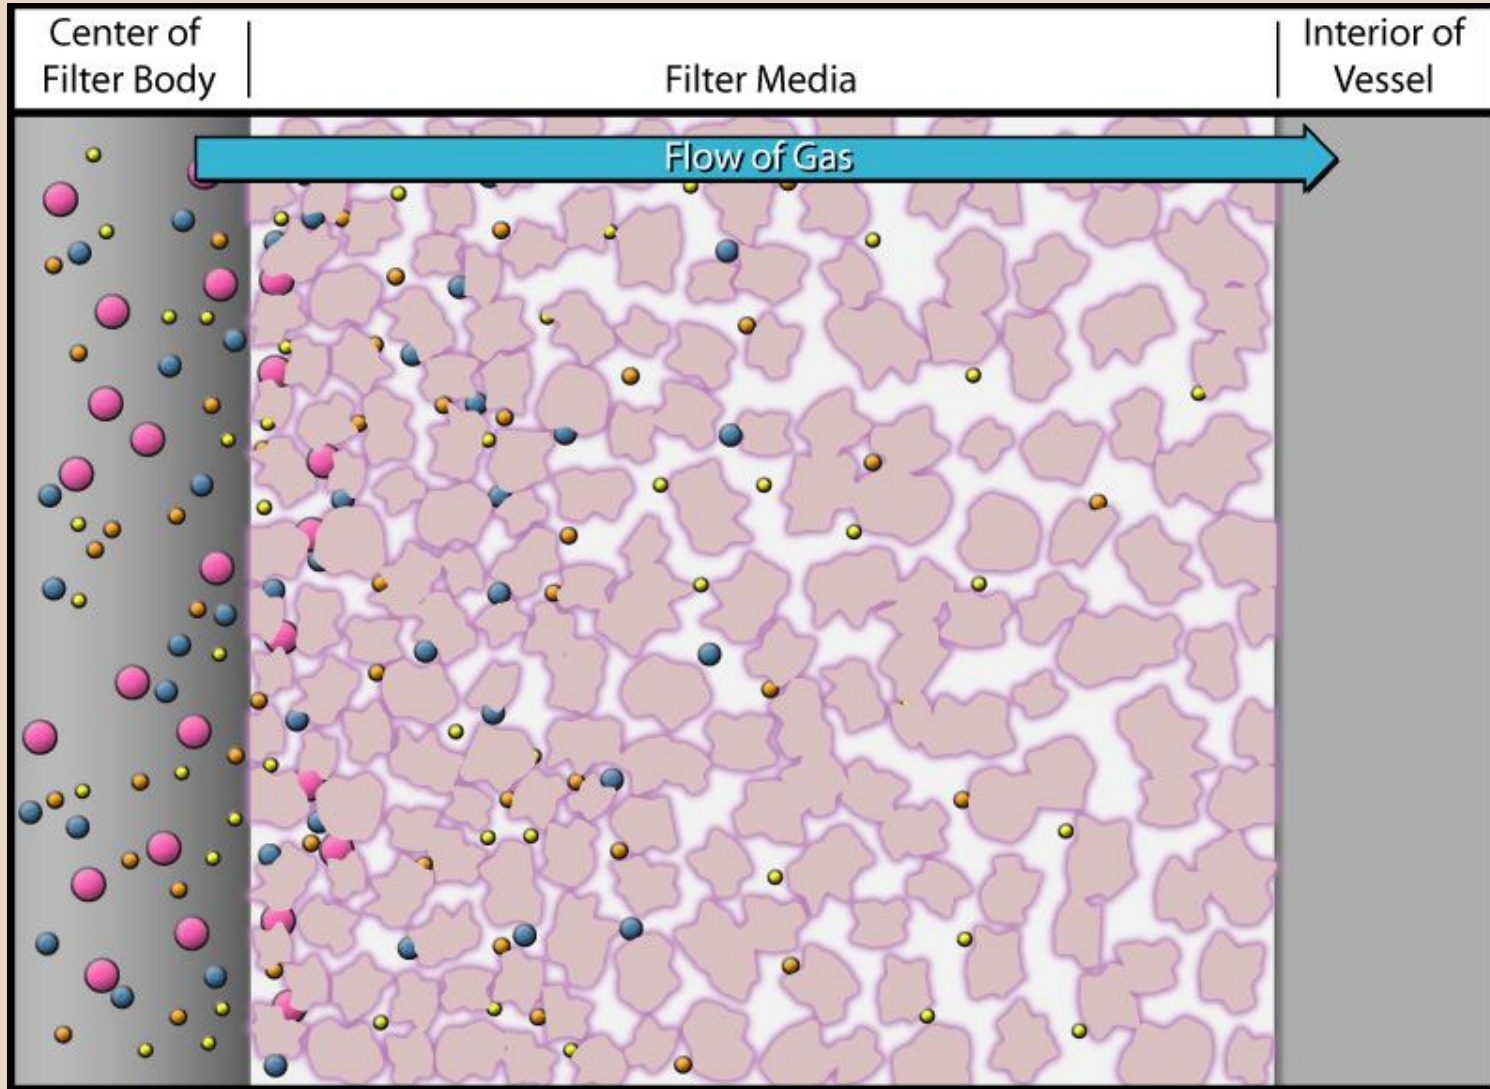 Center of
Filter Body
Filter Media
Interior of
Vessel
Flow of Gas